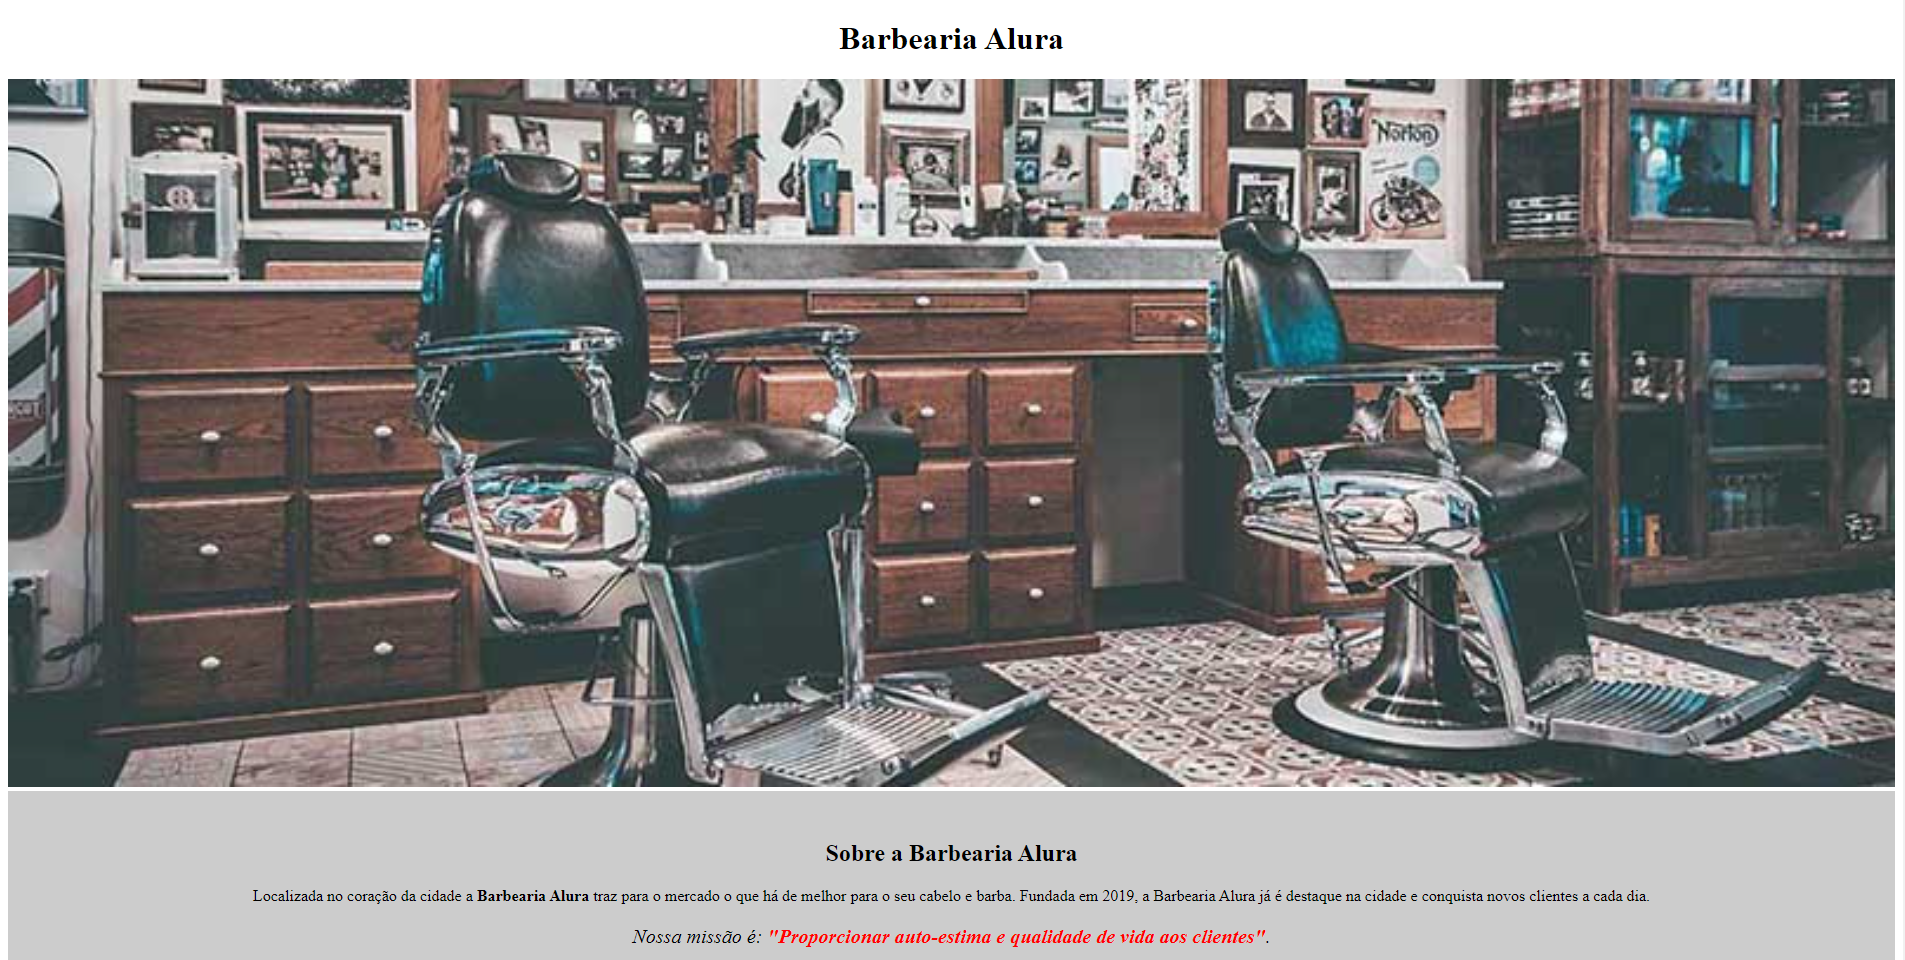 Barbearia Alura
Norton
Sobre a Barbearia Alura
Localizada no coração da cidade a Barbearia Alura traz para o mercado o que há de melhor para o seu cabelo e barba. Fundada em 2019, a Barbearia Alura já é destaque na cidade e conquista novos clientes a cada dia.
Nossa missão é: "Proporcionar auto-estima e qualidade de vida aos clientes".